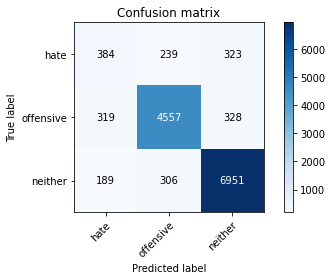 Confusion matrix
hate 384 239 323
offensive 319 4557 328
neither 189 306 6951
True label
hate offensive neither
Predicted label
6000
5000
4000
3000
2000
1000